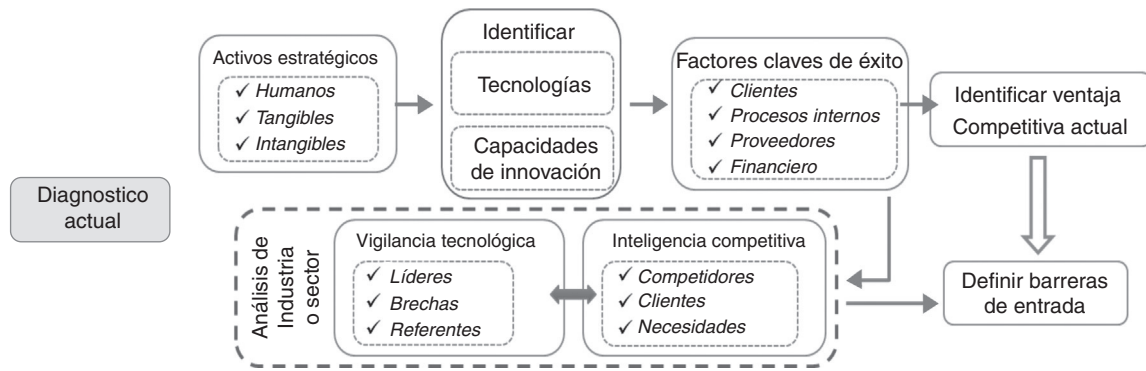 Diagnostico
actual
Activos estratégicos
✓ Humanos
✓ Tangibles
✓ Intangibles
Identificar
Tecnologías
Capacidades
de innovación
Factores claves de éxito
✓ Clientes
✓ Procesos internos
✓ Proveedores
✓ Financiero
Identificar ventaja
Competitiva actual
Análisis de
Industria
o sector
Vigilancia tecnológica
✓ Líderes
✓ Brechas
✓ Referentes
Inteligencia competitiva
✓ Competidores
✓ Clientes
✓ Necesidades
Definir barreras
de entrada